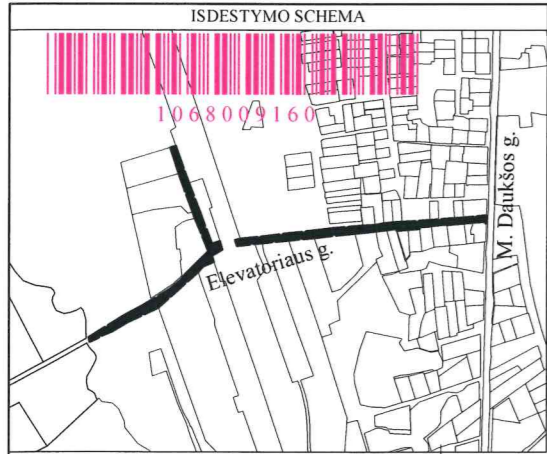 ISDESTYMO SCHEMA
1068009160
Elevatoriaus g.
M. Daukšos g.